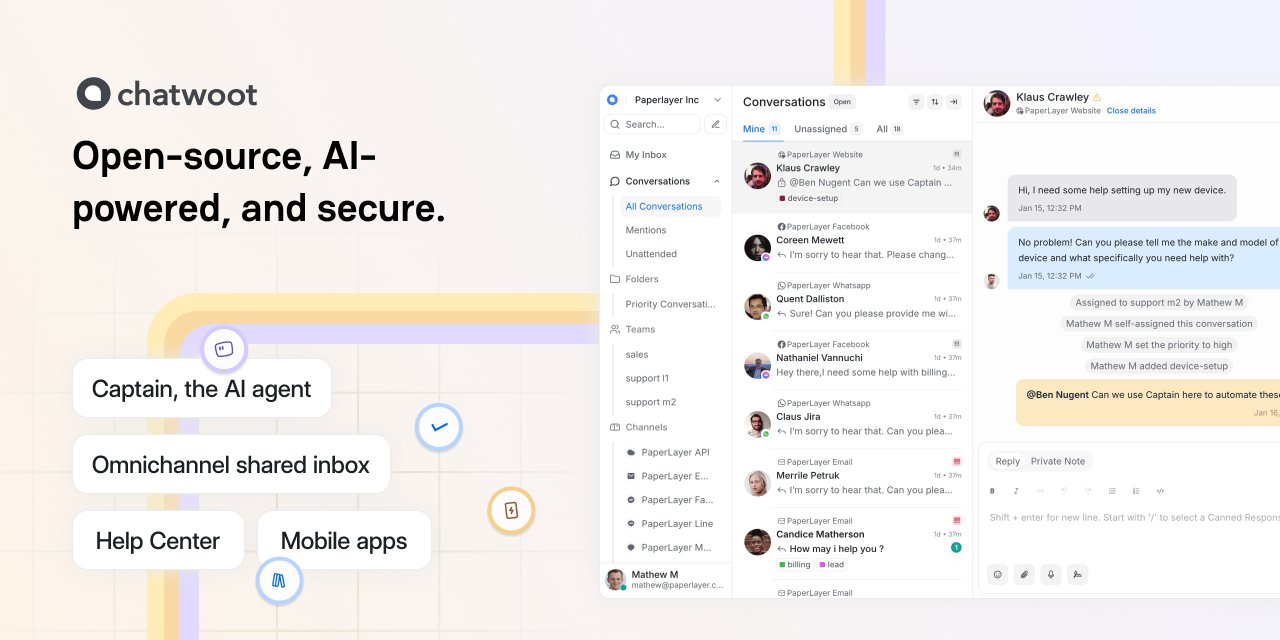 chatwoot
Open-source, AI-
powered, and secure.
Captain, the AI agent
Omnichannel shared inbox
Help Center
Mobile apps
Paperlayer Inc
Search...
My Inbox
Conversations
All Conversations
Mentions
Unattended
Folders
Priority Conversati...
Teams
sales
support l1
support m2
Channels
PaperLayer API
PaperLayer E...
PaperLayer Fa...
PaperLayer Line
PaperLayer M...
Mathew M
mathew@paperlayer.c...
Conversations Open
Mine 11 Unassigned 5 All 18
PaperLayer Website
Klaus Crawley 1d • 34m
@Ben Nugent Can we use Captain ...
device-setup
PaperLayer Facebook
Coreen Mewett 1d • 37m
I'm sorry to hear that. Please chang...
PaperLayer Whatsapp
Quent Dalliston 1d • 37m
Sure! Can you please provide me wi...
PaperLayer Facebook
Nathaniel Vannuchi 1d • 37m
Hey there,I need some help with billing...
PaperLayer Whatsapp
Claus Jira 1d • 37m
I'm sorry to hear that. Can you plea...
PaperLayer Email
Merrile Petruk 1d • 37m
I'm sorry to hear that. Can you plea...
PaperLayer Email
Candice Matherson 1d • 37m
How may i help you ? 1
billing lead
PaperLayer Email
Klaus Crawley
PaperLayer Website Close details
Hi, I need some help setting up my new device.
Jan 15, 12:32 PM
No problem! Can you please tell me the make and model of
device and what specifically you need help with?
Jan 15, 12:32 PM
Assigned to support m2 by Mathew M
Mathew M self-assigned this conversation
Mathew M set the priority to high
Mathew M added device-setup
@Ben Nugent Can we use Captain here to automate these
Jan 16,
Reply Private Note
B I
Shift + enter for new line. Start with '/' to select a Canned Respons